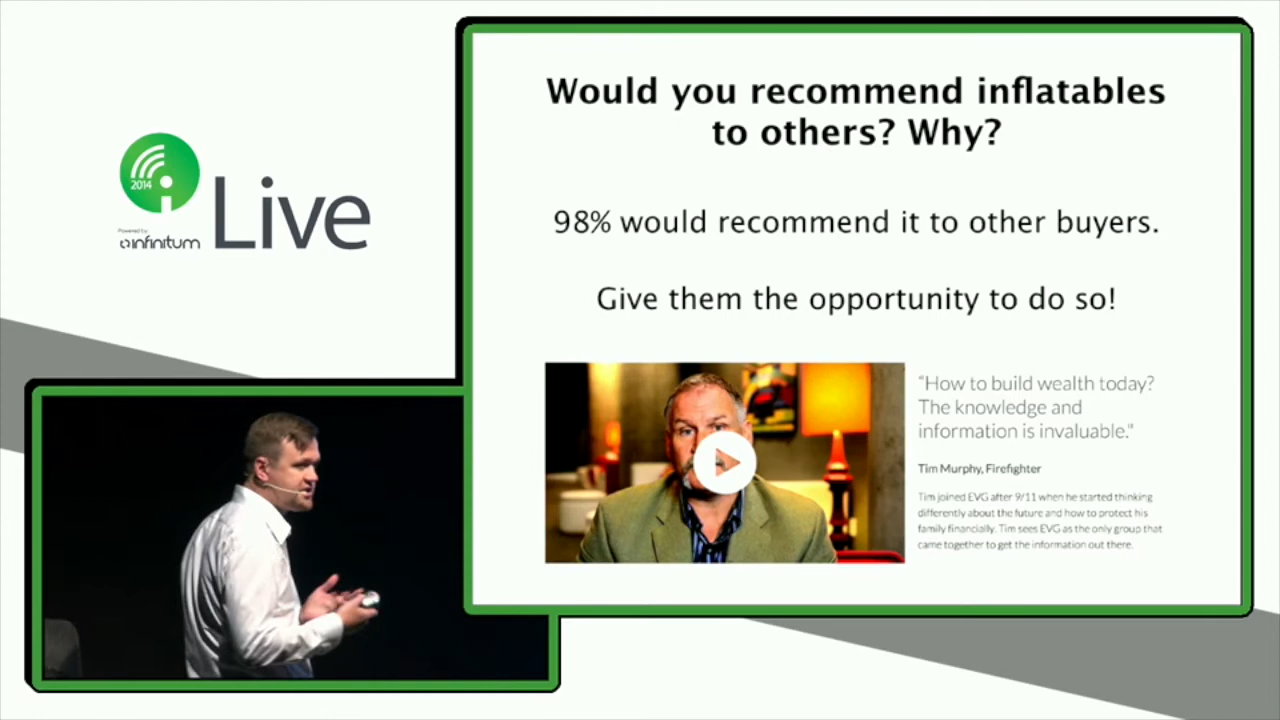 2014
Powered by
infinitum
Live
Would you recommend inflatables
to others? Why?
98% would recommend it to other buyers.
Give them the opportunity to do so!
"How to build wealth today?
The knowledge and
information is invaluable."
Tim Murphy, Firefighter
Tim joined EVG after 9/11 when he started thinking
differently about the future and how to protect his
family financially. Tim sees EVG as the only group that
came together to get the information out there.